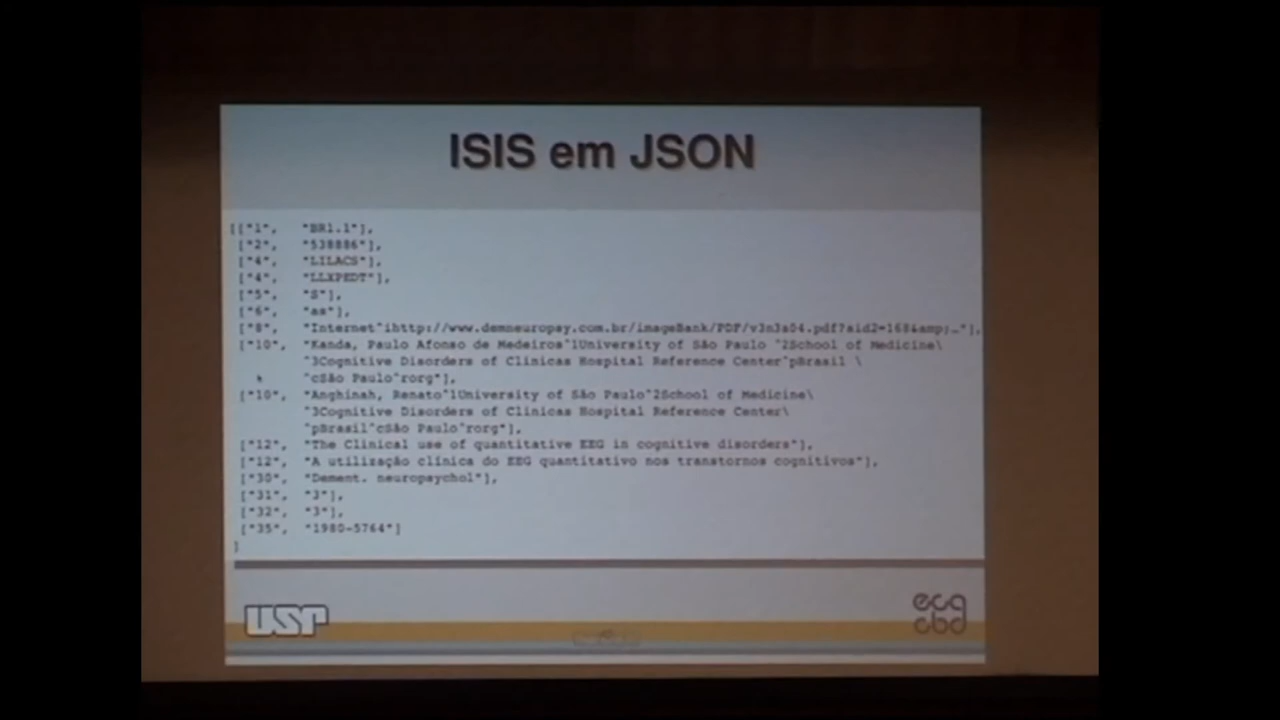 ISIS em JSON
[["1", "BR1.1"],
["2", "538886"],
["4", "LILACS"],
["4", "LLXPEDT"],
["5", "S"],
["6", "as"],
["8", "Internet^ihttp://www.demneuropsy.com.br/imageBank/PDF/v3n3a04.pdf?aid2=168&amp;…"],
["10", "Kanda, Paulo Afonso de Medeiros^1University of São Paulo ^2School of Medicine\
^3Cognitive Disorders of Clinicas Hospital Reference Center^pBrasil \
^cSão Paulo^rorg"],
["10", "Anghinah, Renato^1University of São Paulo^2School of Medicine\
^3Cognitive Disorders of Clinicas Hospital Reference Center\
^pBrasil^cSão Paulo^rorg"],
["12", "The Clinical use of quantitative EEG in cognitive disorders"],
["12", "A utilização clínica do EEG quantitativo nos transtornos cognitivos"],
["30", "Dement. neuropsychol"],
["31", "3"],
["32", "3"],
["35", "1980-5764"]
]
USP
eca
cbd